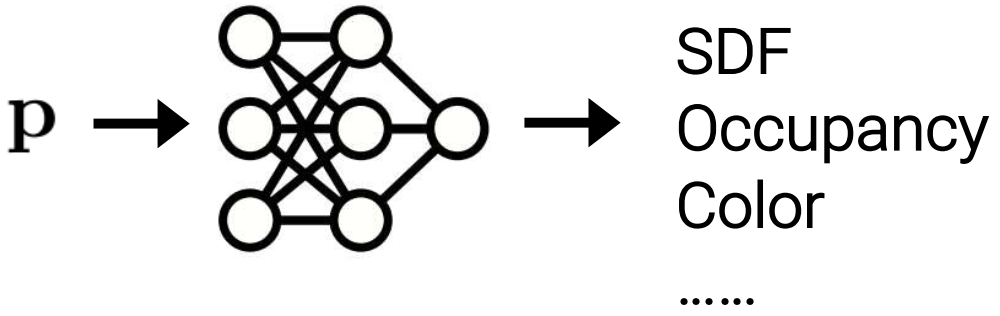 p
SDF
Occupancy
Color
......